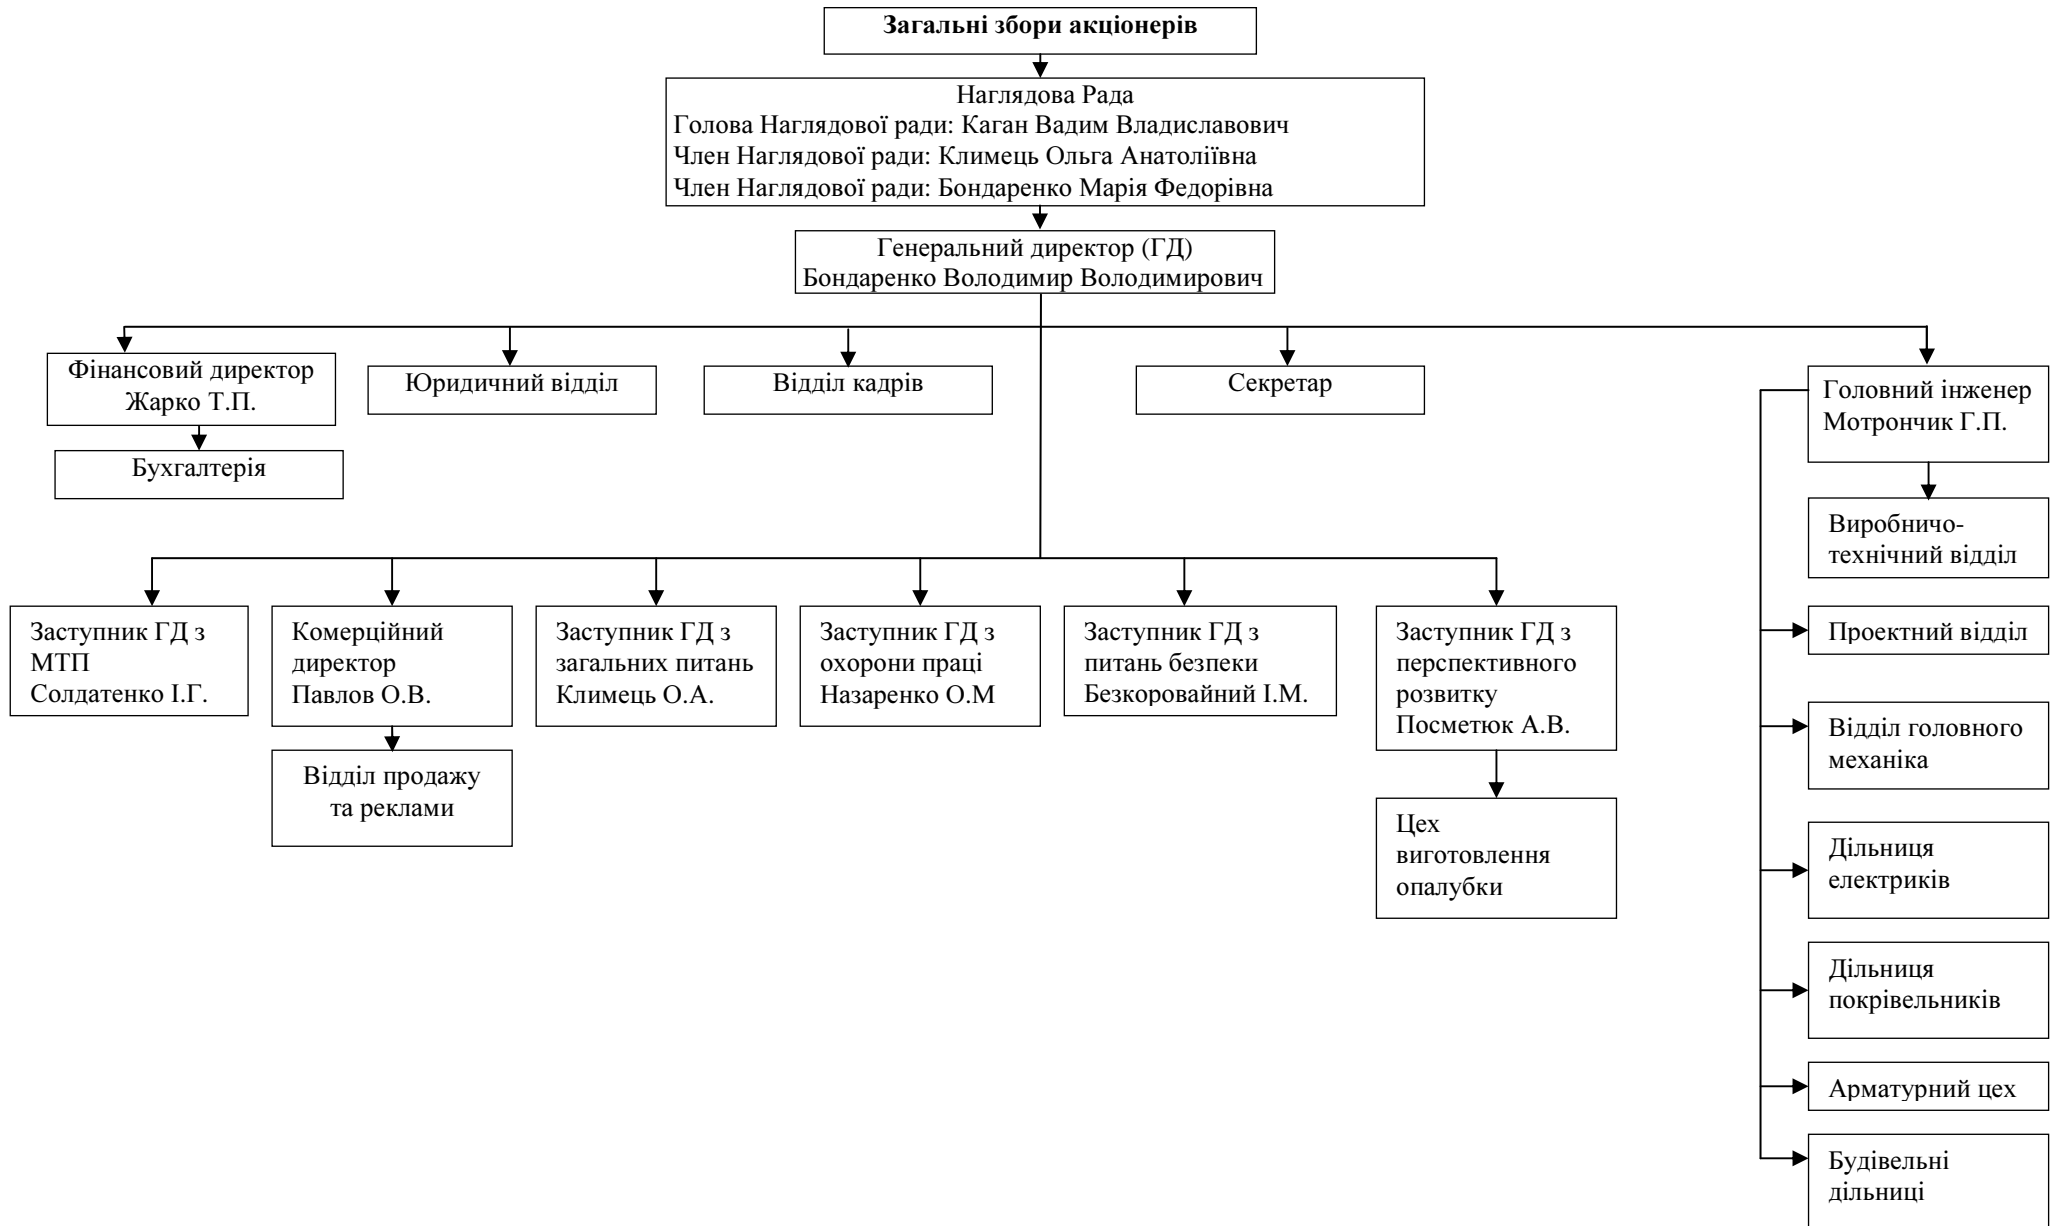 Загальні збори акціонерів
Наглядова Рада
Голова Наглядової ради: Каган Вадим Владиславович
Член Наглядової ради: Климець Ольга Анатоліївна
Член Наглядової ради: Бондаренко Марія Федорівна
Генеральний директор (ГД)
Бондаренко Володимир Володимирович
Фінансовий директор
Жарко Т.П.
Юридичний відділ
Відділ кадрів
Секретар
Головний інженер
Мотрончик Г.П.
Бухгалтерія
Виробничо-
технічний відділ
Заступник ГД з
МТП
Солдатенко І.Г.
Комерційний
директор
Павлов О.В.
Заступник ГД з
загальних питань
Климець О.А.
Заступник ГД з
охорони праці
Назаренко О.М
Заступник ГД з
питань безпеки
Безкоровайний І.М.
Заступник ГД з
перспективного
розвитку
Посметюк А.В.
Проектний відділ
Відділ головного
механіка
Відділ продажу
та реклами
Цех
виготовлення
опалубки
Дільниця
електриків
Дільниця
покрівельників
Арматурний цех
Будівельні
дільниці